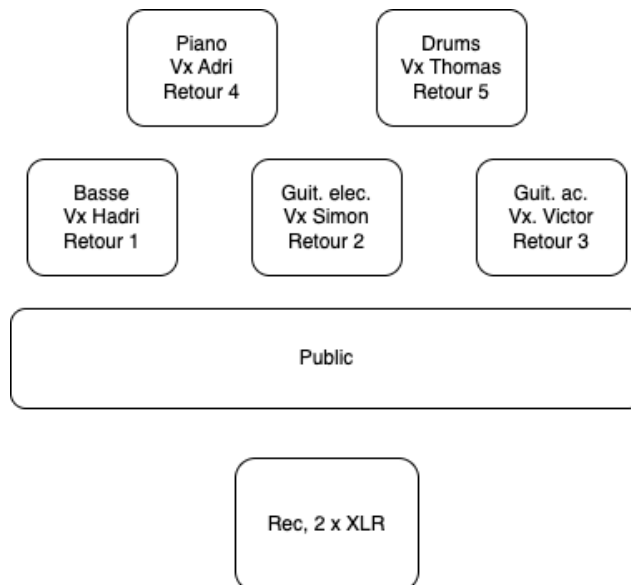 Piano
Vx Adri
Retour 4
Drums
Vx Thomas
Retour 5
Basse
Vx Hadri
Retour 1
Guit. elec.
Vx Simon
Retour 2
Guit. ac.
Vx. Victor
Retour 3
Public
Rec, 2 x XLR